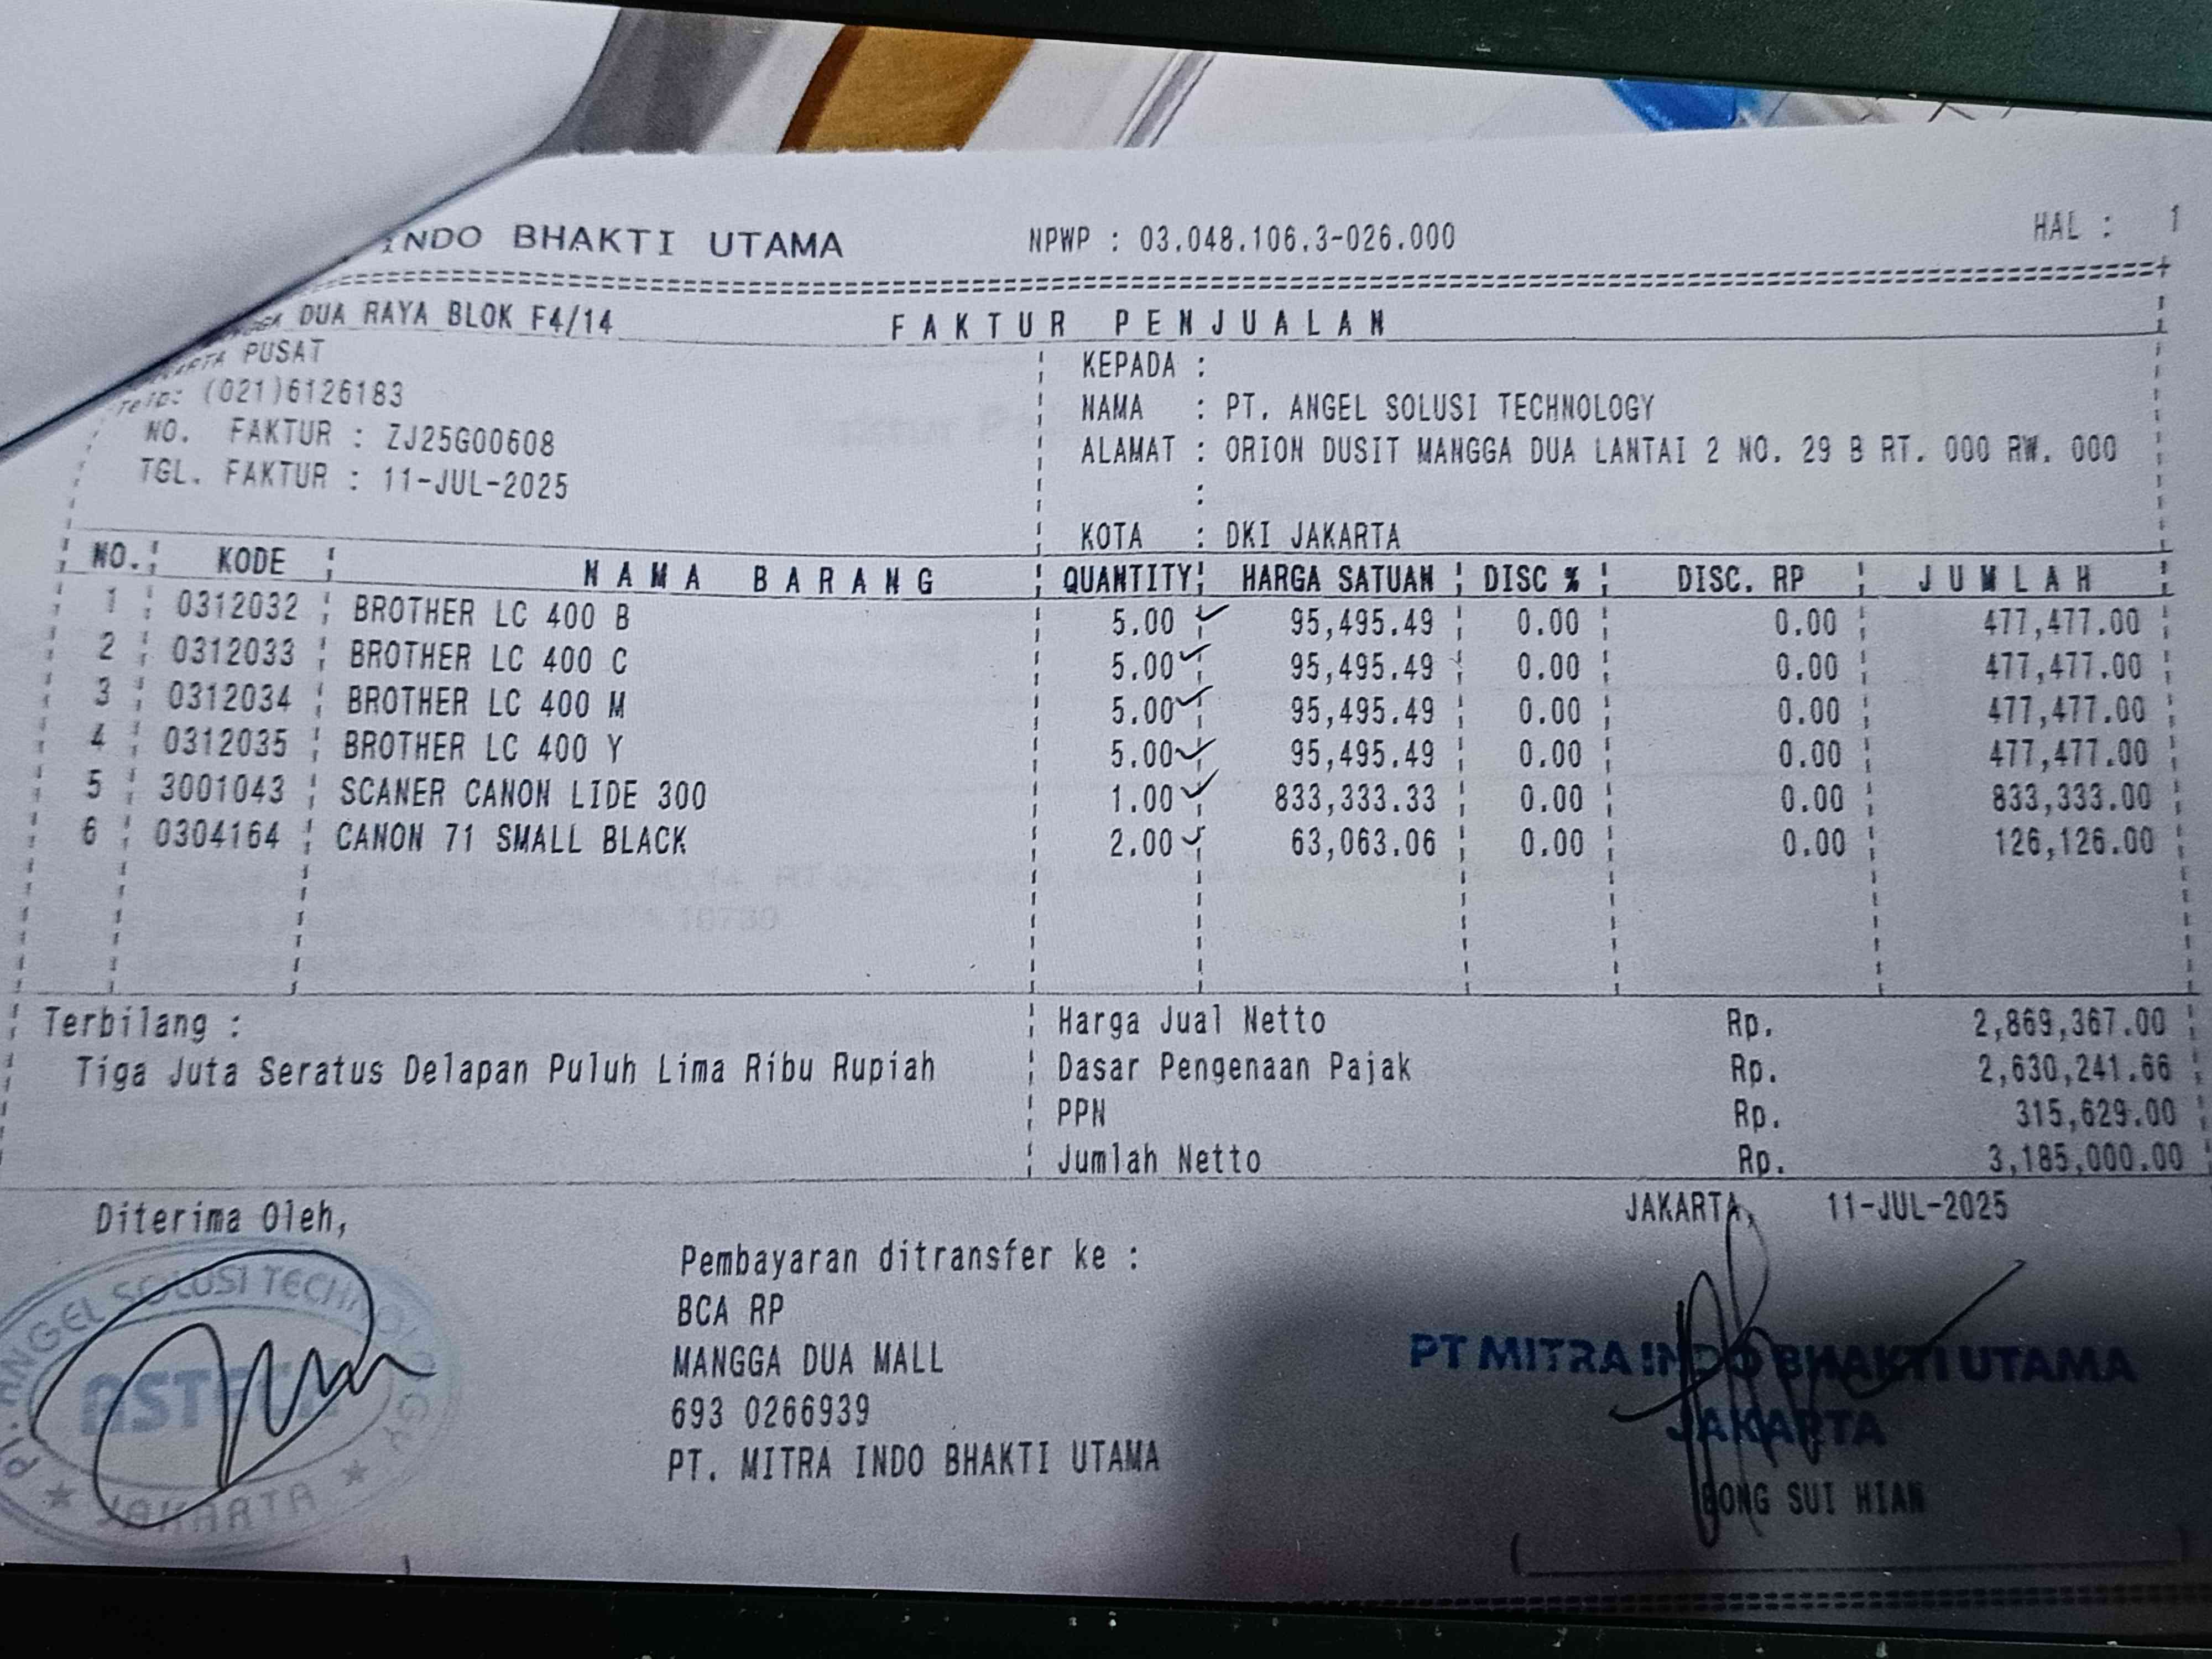 INDO BHAKTI UTAMA NPWP : 03.048.106.3-026.000 HAL : 1
DUA RAYA BLOK F4/14 FAKTUR PENJUALAN
PUSAT
Telp: (021)6126183
NO. FAKTUR : ZJ25G00608
TGL. FAKTUR : 11-JUL-2025
KEPADA :
NAMA : PT. ANGEL SOLUSI TECHNOLOGY
ALAMAT : ORION DUSIT MANGGA DUA LANTAI 2 NO. 29 B RT. 000 RW. 000
:
KOTA : DKI JAKARTA
NO. KODE NAMA BARANG QUANTITY HARGA SATUAN DISC % DISC. RP JUMLAH
1 0312032 BROTHER LC 400 B 5.00 95,495.49 0.00 0.00 477,477.00
2 0312033 BROTHER LC 400 C 5.00 95,495.49 0.00 0.00 477,477.00
3 0312034 BROTHER LC 400 M 5.00 95,495.49 0.00 0.00 477,477.00
4 0312035 BROTHER LC 400 Y 5.00 95,495.49 0.00 0.00 477,477.00
5 3001043 SCANER CANON LIDE 300 1.00 833,333.33 0.00 0.00 833,333.00
6 0304164 CANON 71 SMALL BLACK 2.00 63,063.06 0.00 0.00 126,126.00
Terbilang :
Tiga Juta Seratus Delapan Puluh Lima Ribu Rupiah
Harga Jual Netto Rp. 2,869,367.00
Dasar Pengenaan Pajak Rp. 2,630,241.66
PPN Rp. 315,629.00
Jumlah Netto Rp. 3,185,000.00
JAKARTA, 11-JUL-2025
Diterima Oleh,
PT. ANGEL SOLUSI TECHNOLOGY
ASTECH
JAKARTA
Pembayaran ditransfer ke :
BCA RP
MANGGA DUA MALL
693 0266939
PT. MITRA INDO BHAKTI UTAMA
PT MITRA INDO BHAKTI UTAMA
JAKARTA
BONG SUI HIAN